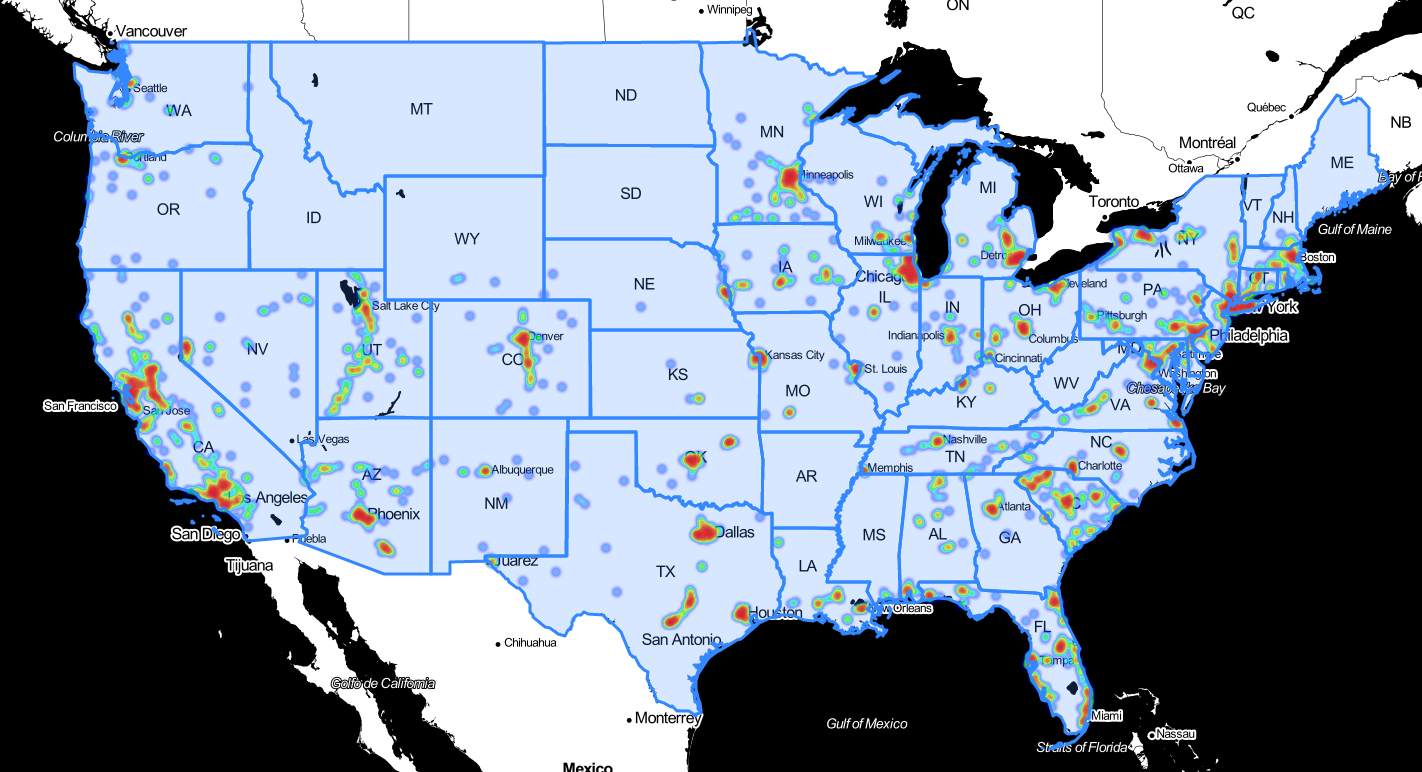 Winnipeg
ON
QC
Vancouver
Seattle
WA
MT
ND
MN
Québec
NB
Columbia River
Montréal
Ottawa
ME
Portland
Minneapolis
Bay of F
OR
ID
SD
WI
MI
Toronto
VT
NH
WY
Milwaukee
NY
Gulf of Maine
Detro
Boston
IA
Chicago
CT
NE
Cleveland
PA
Salt Lake City
IL
IN
OH
New York
Pittsburgh
Denver
Indianapolis
Columbus
Philadelphia
NV
UT
CO
Kansas City
Cincinnati
MD
Baltimore
St. Louis
Washington
KS
MO
WV
Chesapeake Bay
San Francisco
San Jose
KY
VA
CA
Las Vegas
Nashville
NC
AZ
Albuquerque
OK
TN
Memphis
Charlotte
Los Angeles
NM
AR
Atlanta
SC
Phoenix
San Diego
Puebla
Dallas
MS
AL
GA
Tijuana
Juarez
TX
LA
Houston
New Orleans
San Antonio
FL
Chihuahua
Tampa
Golfo de California
Monterrey
Gulf of Mexico
Miami
Nassau
Straits of Florida
Mexico